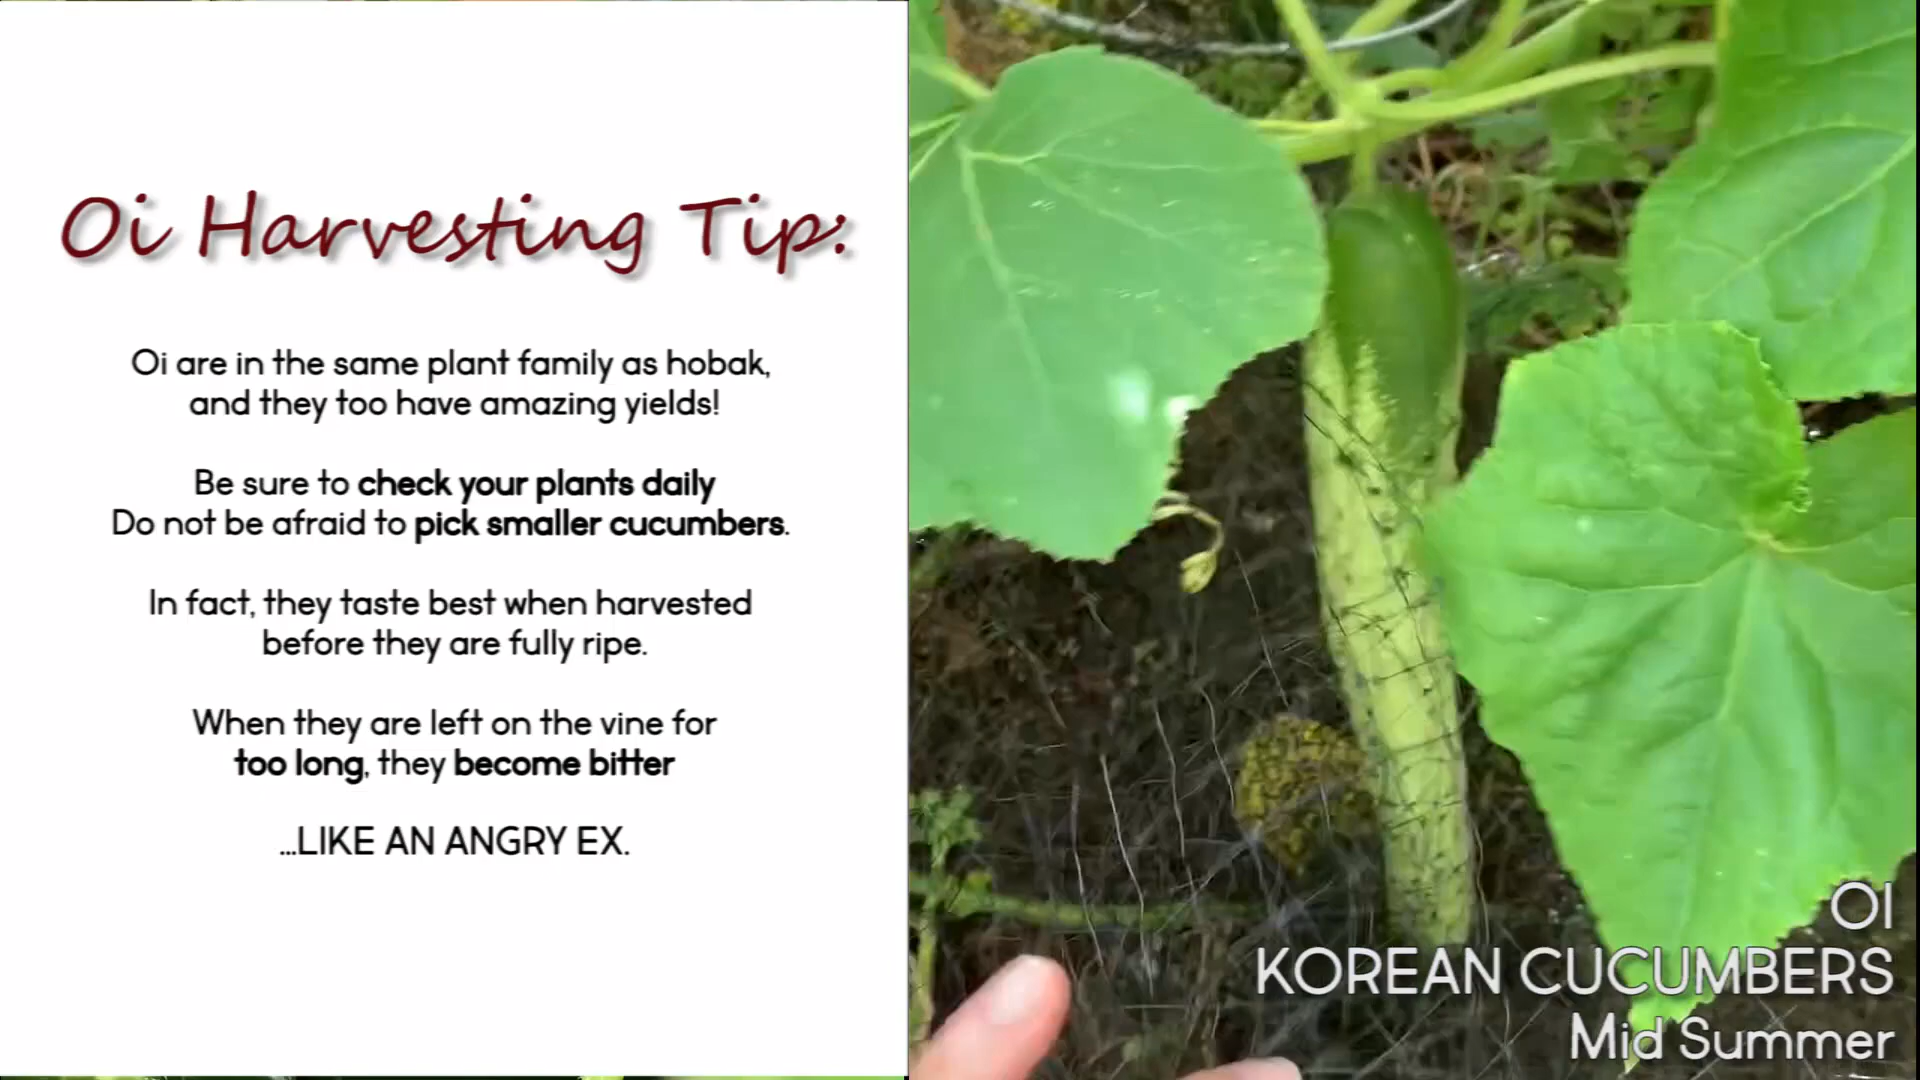 Oi Harvesting Tip:
Oi are in the same plant family as hobak,
and they too have amazing yields!
Be sure to check your plants daily
Do not be afraid to pick smaller cucumbers.
In fact, they taste best when harvested
before they are fully ripe.
When they are left on the vine for
too long, they become bitter
...LIKE AN ANGRY EX.
OI
KOREAN CUCUMBERS
Mid Summer